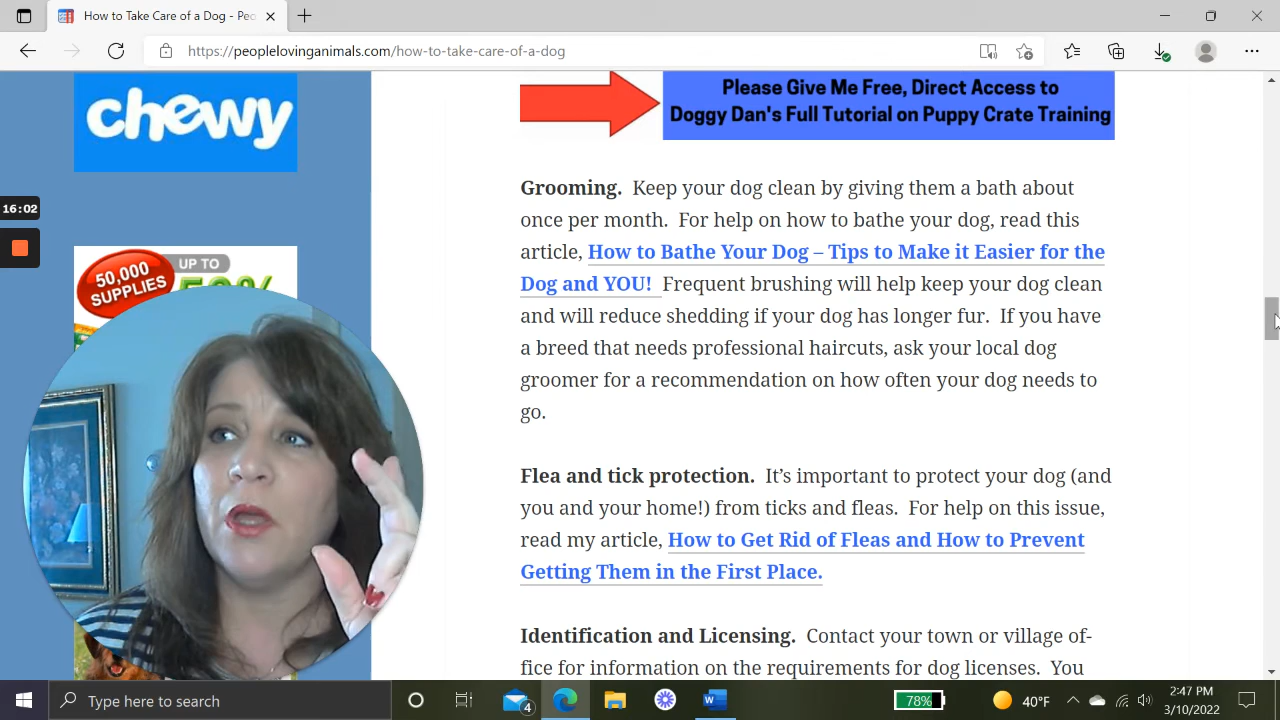 How to Take Care of a Dog - Peo
https://peoplelovinganimals.com/how-to-take-care-of-a-dog
chewy
Please Give Me Free, Direct Access to
Doggy Dan's Full Tutorial on Puppy Crate Training
16:02
50,000
SUPPLIES
UP TO
Grooming.  Keep your dog clean by giving them a bath about
once per month.  For help on how to bathe your dog, read this
article, How to Bathe Your Dog – Tips to Make it Easier for the
Dog and YOU!  Frequent brushing will help keep your dog clean
and will reduce shedding if your dog has longer fur.  If you have
a breed that needs professional haircuts, ask your local dog
groomer for a recommendation on how often your dog needs to
go.
Flea and tick protection.  It’s important to protect your dog (and
you and your home!) from ticks and fleas.  For help on this issue,
read my article, How to Get Rid of Fleas and How to Prevent
Getting Them in the First Place.
Identification and Licensing.  Contact your town or village of-
fice for information on the requirements for dog licenses.  You
Type here to search
4
W
78%
40°F
2:47 PM
3/10/2022